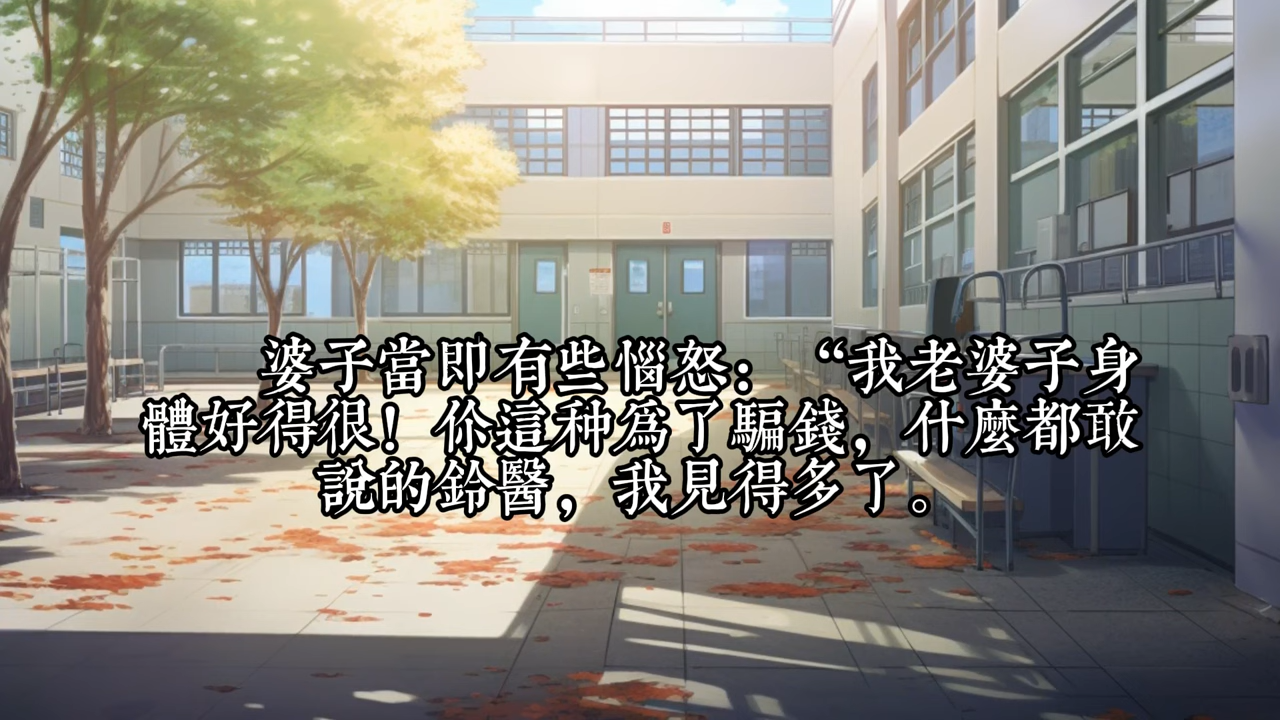 婆子當即有些惱怒：“我老婆子身
體好得很！你這种爲了騙錢，什麼都敢
說的鈴醫，我見得多了。